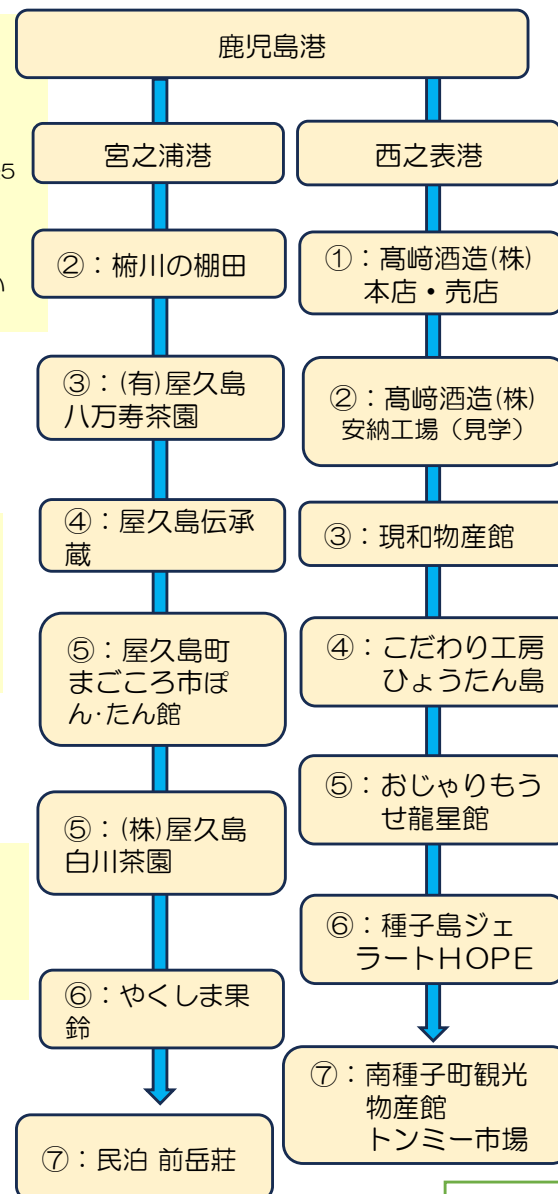 鹿児島港
宮之浦港
②：椨川の棚田
③：(有)屋久島
八万寿茶園
④：屋久島伝承
蔵
⑤：屋久島町
まごころ市ぽ
ん･たん館
⑤：(株)屋久島
白川茶園
⑥：やくしま果
鈴
⑦：民泊 前岳荘
西之表港
①：髙﨑酒造(株)
本店・売店
②：髙﨑酒造(株)
安納工場（見学）
③：現和物産館
④：こだわり工房
ひょうたん島
⑤：おじゃりもう
せ龍星館
⑥：種子島ジェ
ラートＨＯＰＥ
⑦：南種子町観光
物産館
トンミー市場
5
い